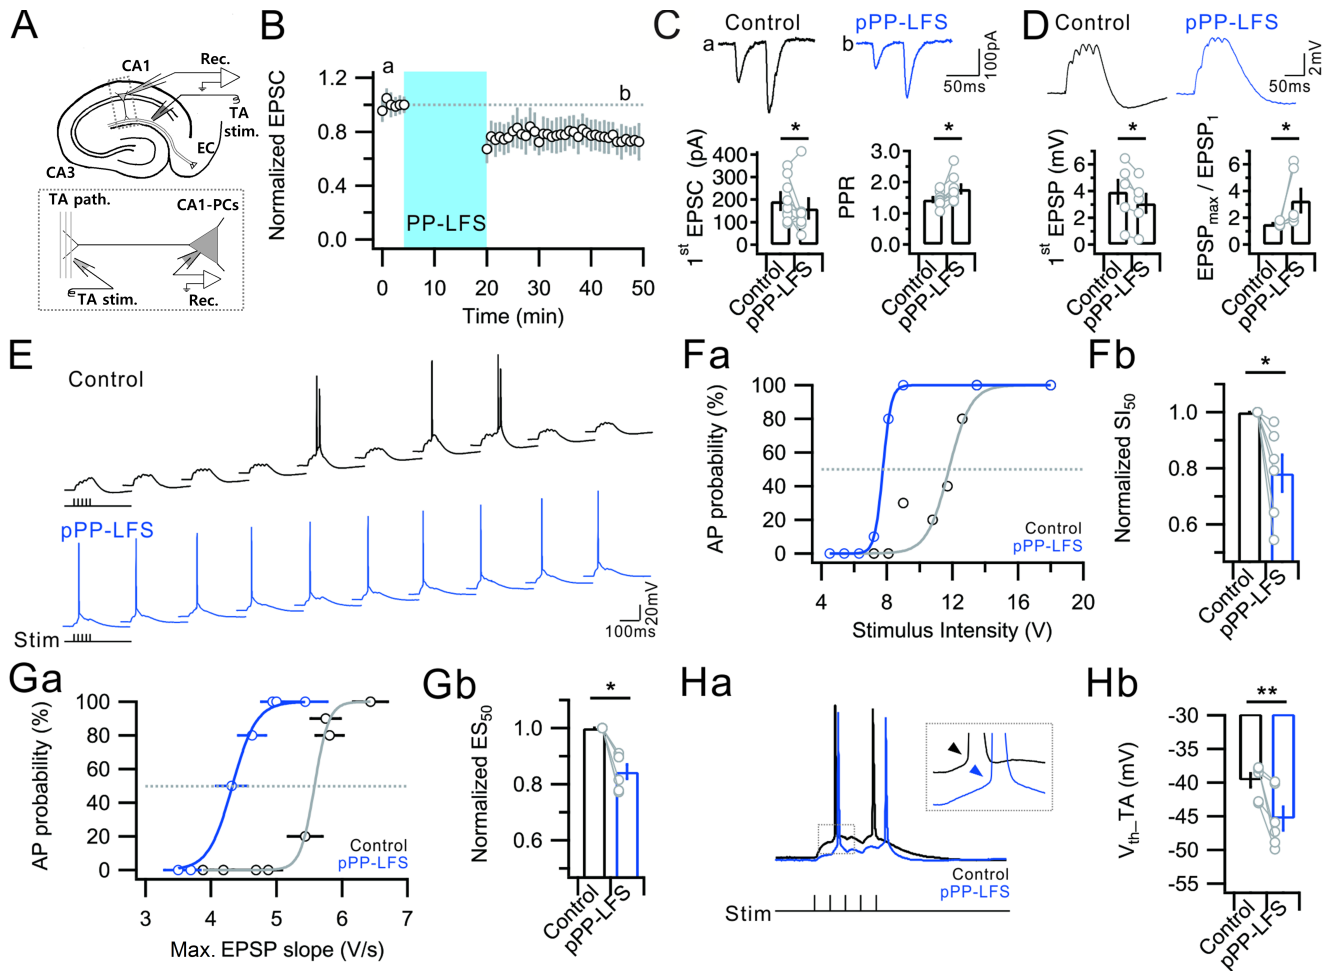 A
CA1
Rec.
TA
stim.
EC
CA3
TA path.
CA1-PCs
TA stim.
Rec.
B
Normalized EPSC
1.2
0.8
0.4
0.0
a
b
PP-LFS
0
10
20
30
40
50
Time (min)
C
Control
pPP-LFS
a
b
100pA
50ms
1st EPSC (pA)
400
300
200
100
0
*
Control
pPP-LFS
PPR
3.0
2.0
1.0
0.0
*
Control
pPP-LFS
D
Control
pPP-LFS
2mV
50ms
1st EPSP (mV)
6
4
2
0
*
Control
pPP-LFS
EPSPmax / EPSP1
6
4
2
0
*
Control
pPP-LFS
E
Control
pPP-LFS
Stim
20mV
100ms
Fa
AP probability (%)
100
80
60
40
20
0
Control
pPP-LFS
4
8
12
16
20
Stimulus Intensity (V)
Fb
Normalized SI50
1.0
0.8
0.6
*
Control
pPP-LFS
Ga
AP probability (%)
100
80
60
40
20
0
Control
pPP-LFS
3
4
5
6
7
Max. EPSP slope (V/s)
Gb
Normalized ES50
1.0
0.8
0.6
*
Control
pPP-LFS
Ha
Control
pPP-LFS
Stim
Hb
Vth_TA (mV)
-30
-35
-40
-45
-50
-55
**
Control
pPP-LFS